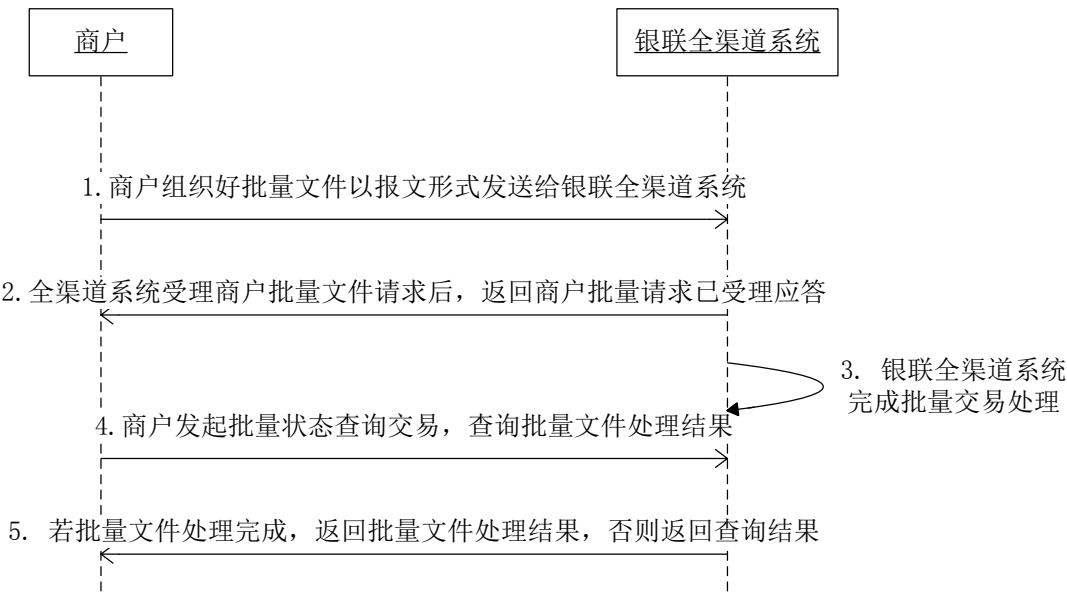 商户
银联全渠道系统
1.商户组织好批量文件以报文形式发送给银联全渠道系统
2.全渠道系统受理商户批量文件请求后，返回商户批量请求已受理应答
3. 银联全渠道系统
完成批量交易处理
4.商户发起批量状态查询交易，查询批量文件处理结果
5. 若批量文件处理完成，返回批量文件处理结果，否则返回查询结果